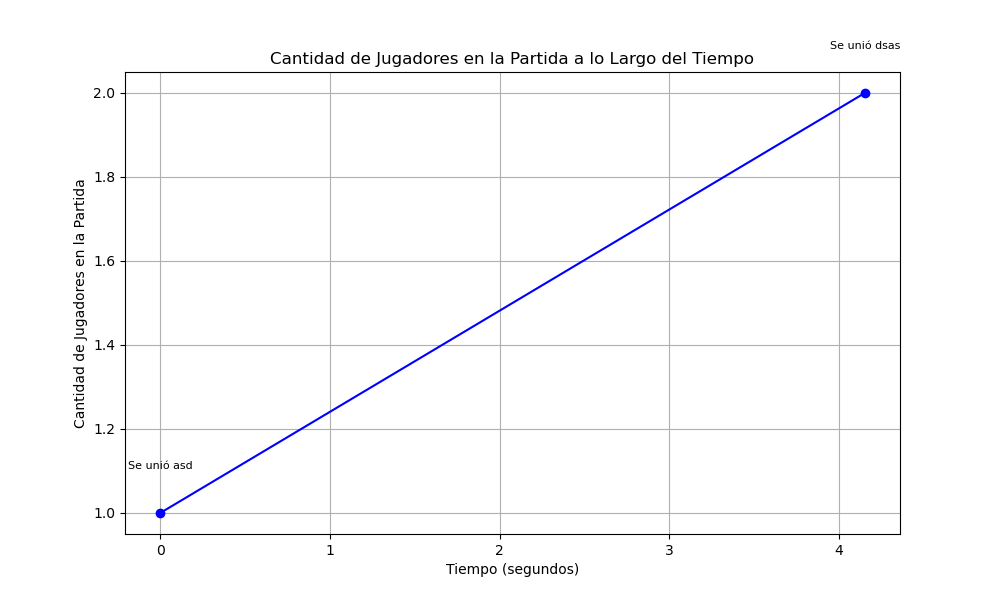 Se unió dsas
Cantidad de Jugadores en la Partida a lo Largo del Tiempo
Cantidad de Jugadores en la Partida
2.0
1.8
1.6
1.4
1.2
1.0
Se unió asd
0 1 2 3 4
Tiempo (segundos)